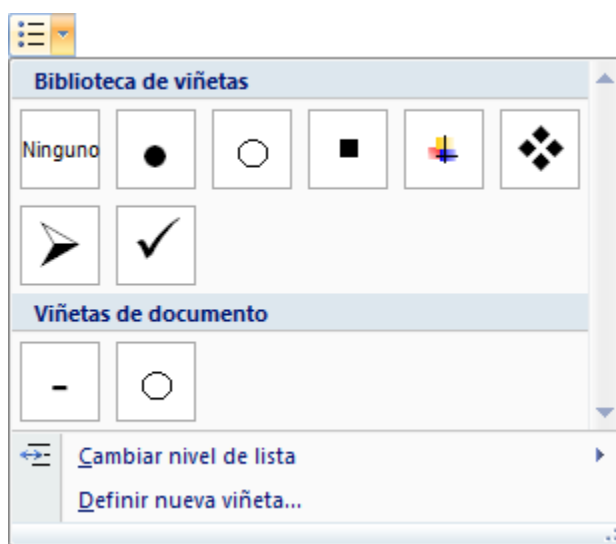 Biblioteca de viñetas
Ninguno
Viñetas de documento
Cambiar nivel de lista
Definir nueva viñeta...